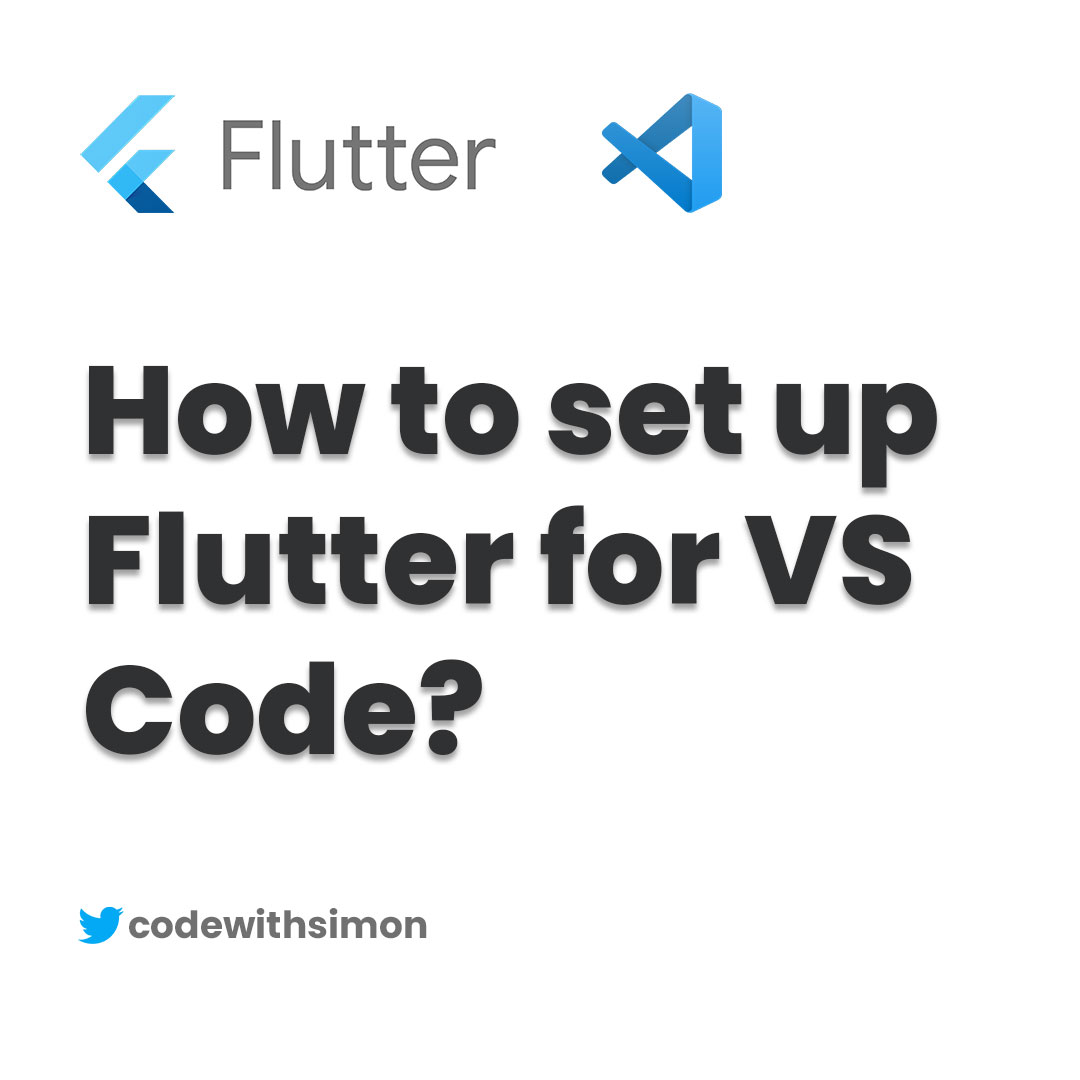 Flutter
How to set up
Flutter for VS
Code?
codewithsimon